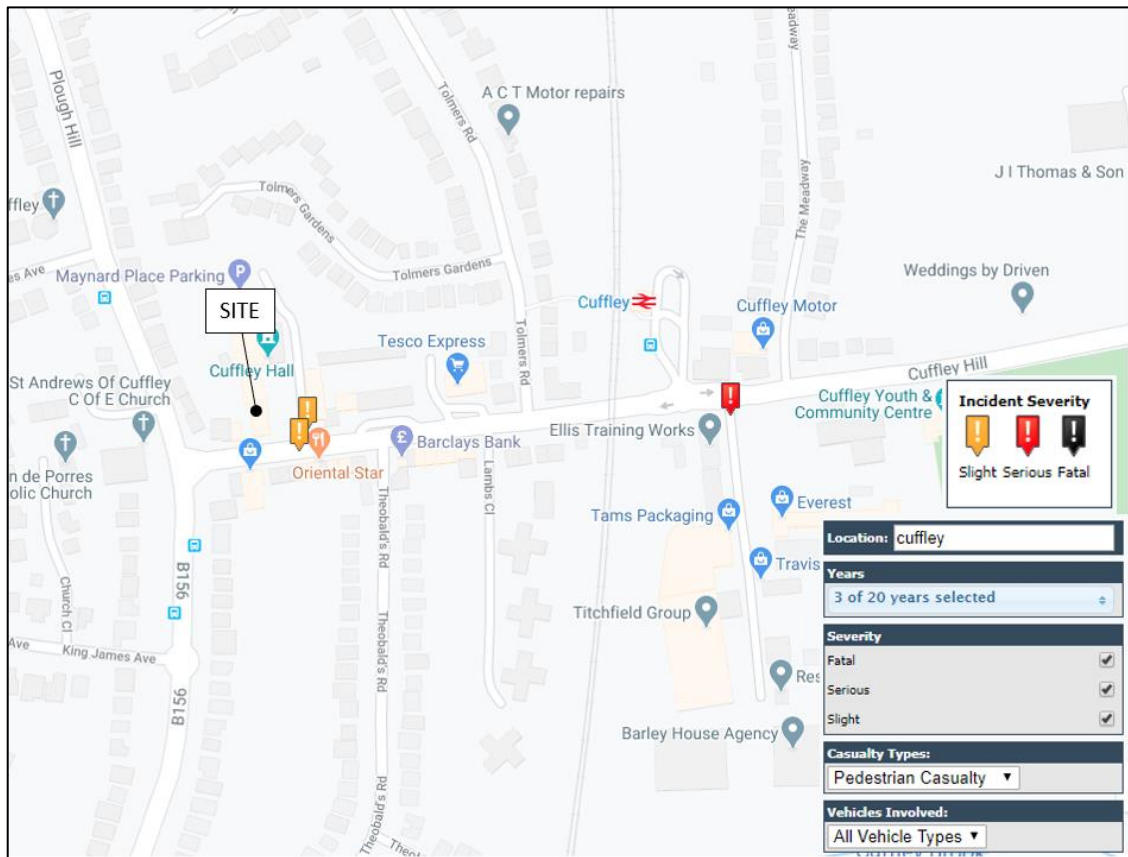 Plough Hill
Tolmers Rd
A C T Motor repairs
The Meadway
J I Thomas & Son
ffley
Tolmers Gardens
Tolmers Gardens
Maynard Place Parking
SITE
Cuffley
Weddings by Driven
Cuffley Motor
Cuffley Hall
Tesco Express
Tolmers Rd
Cuffley Hill
St Andrews Of Cuffley
C Of E Church
Cuffley Youth &
Community Centre
Ellis Training Works
Barclays Bank
Oriental Star
n de Porres
olic Church
Lambs Cl
Theobald's Rd
Incident Severity
Slight Serious Fatal
Tams Packaging
Everest
Travis
B156
Church Cl
Titchfield Group
King James Ave
Ave
Theobald's Rd
B156
Res
Barley House Agency
Theobald's Rd
Location: cuffley
Years
3 of 20 years selected
Severity
Fatal
Serious
Slight
Casualty Types:
Pedestrian Casualty
Vehicles Involved:
All Vehicle Types